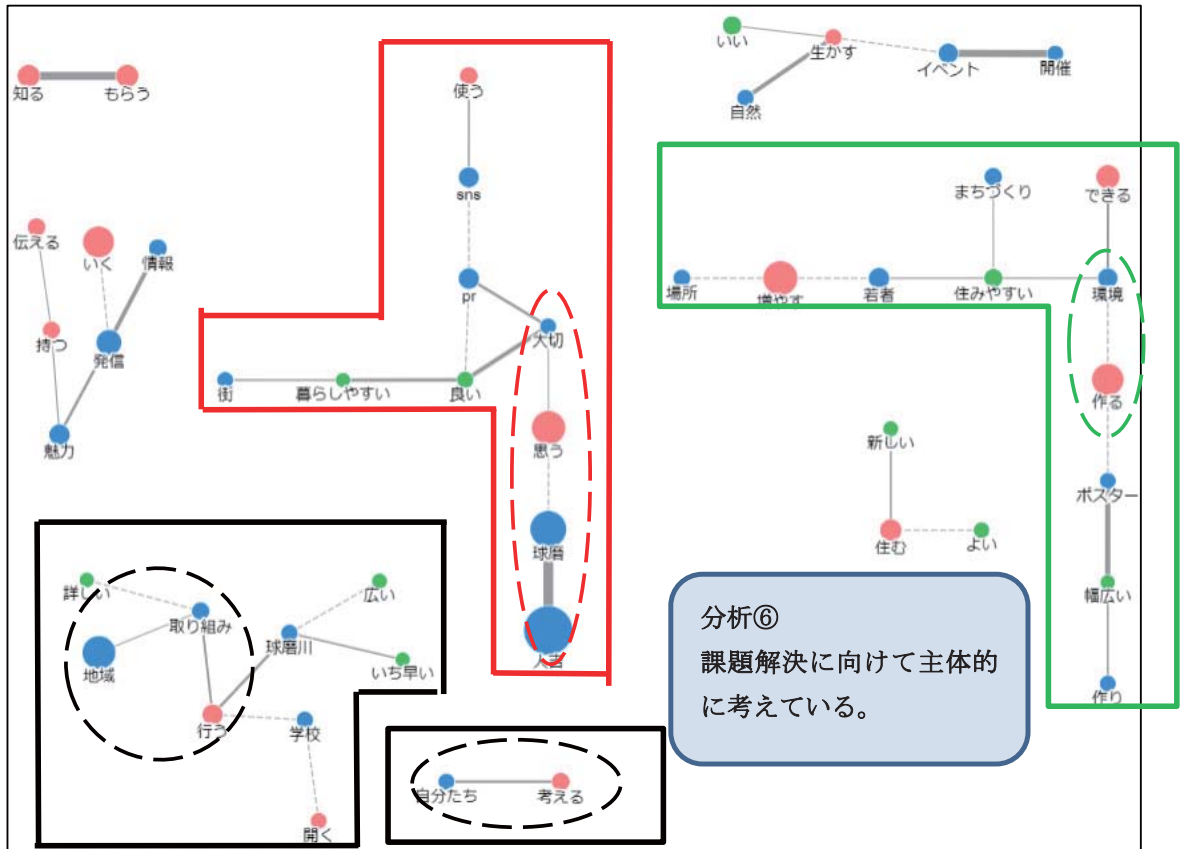 いい
生かす
イベント
開催
自然
知る
もらう
使う
sns
pr
大切
良い
暮らしやすい
街
思う
球磨
人吉
伝える
いく
情報
持つ
発信
魅力
まちづくり
できる
場所
増やす
若者
住みやすい
環境
作る
ポスター
幅広い
作り
新しい
住む
よい
詳しい
取り組み
地域
球磨川
広い
いち早い
行う
学校
開く
自分たち
考える
分析⑥
課題解決に向けて主体的
に考えている。